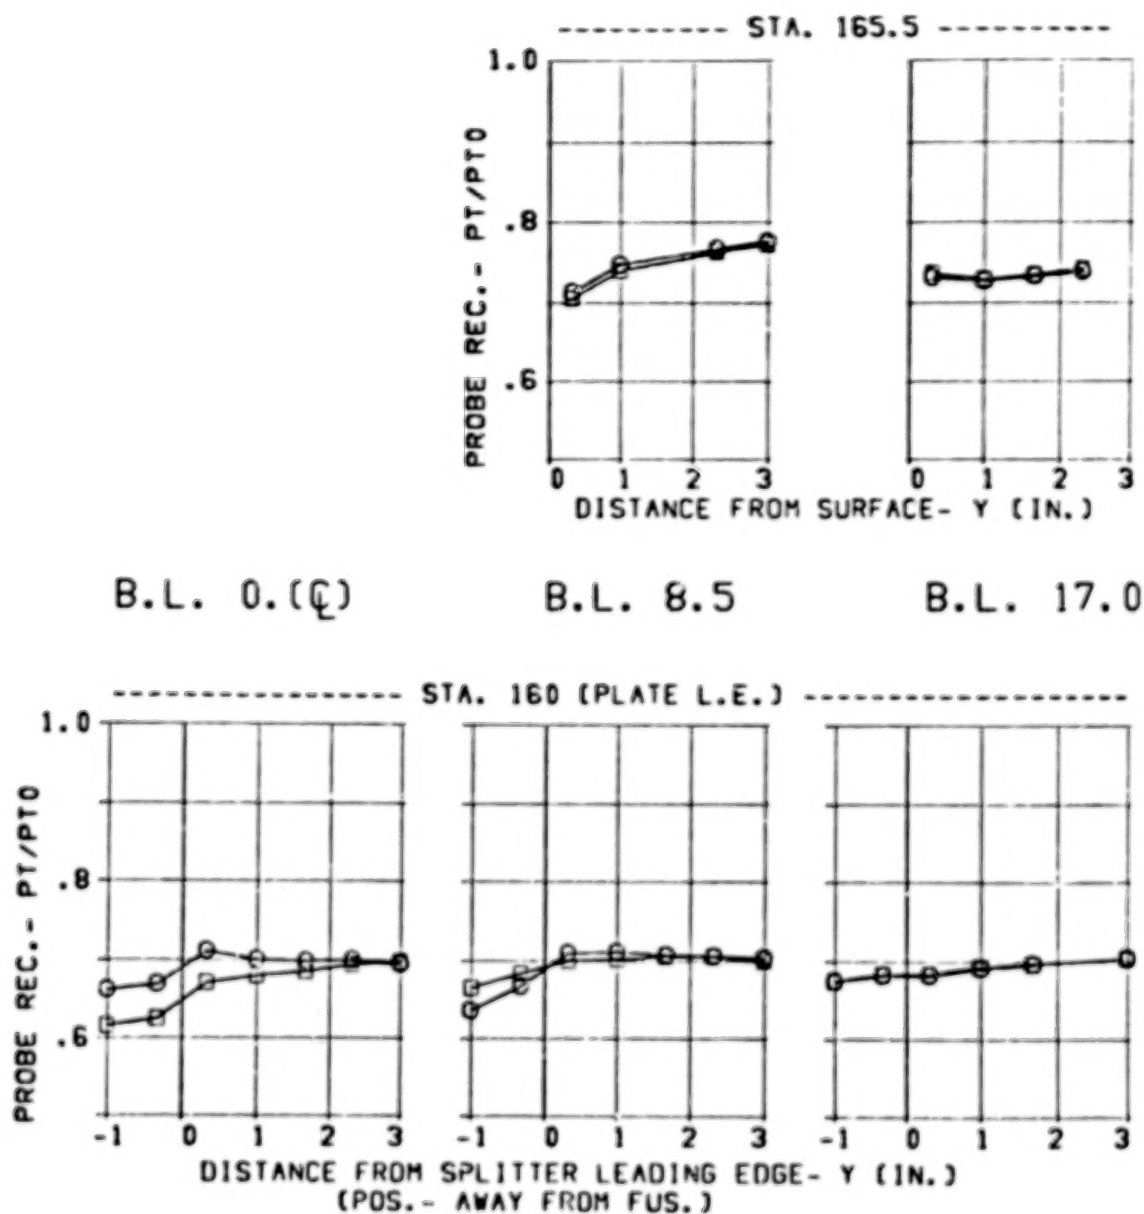 STA. 165.5
1.0
.8
.6
PROBE REC.- PT/PTO
0 1 2 3
0 1 2 3
DISTANCE FROM SURFACE- Y (IN.)
B.L. 0.(℄)
B.L. 8.5
B.L. 17.0
STA. 160 (PLATE L.E.)
1.0
.8
.6
PROBE REC.- PT/PTO
-1 0 1 2 3
-1 0 1 2 3
-1 0 1 2 3
DISTANCE FROM SPLITTER LEADING EDGE- Y (IN.)
(POS.- AWAY FROM FUS.)